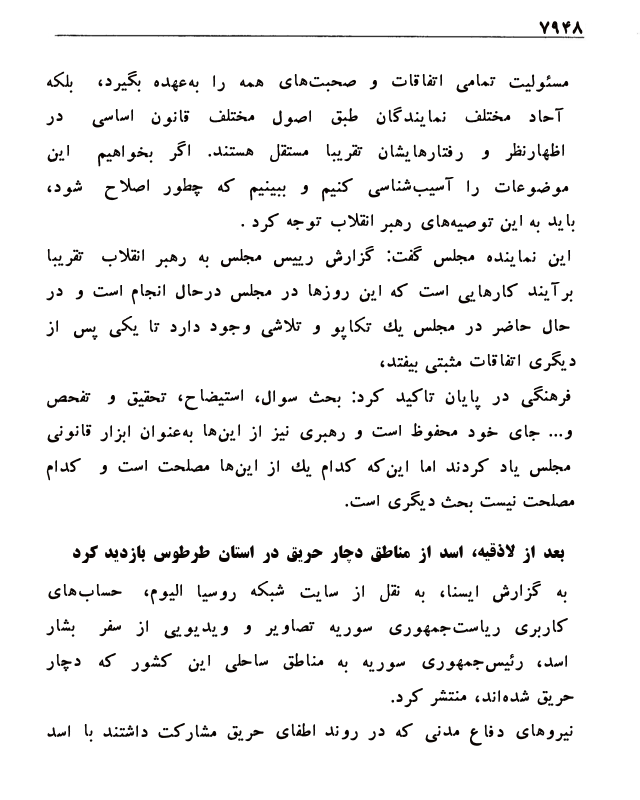 ۷۹۴۸
مسئولیت تمامی اتفاقات و صحبت‌های همه را به‌عهده بگیرد، بلکه
آحاد مختلف نمایندگان طبق اصول مختلف قانون اساسی در
اظهارنظر و رفتارهایشان تقریبا مستقل هستند. اگر بخواهیم این
موضوعات را آسیب‌شناسی کنیم و ببینیم که چطور اصلاح شود،
باید به این توصیه‌های رهبر انقلاب توجه کرد .
این نماینده مجلس گفت: گزارش رییس مجلس به رهبر انقلاب تقریبا
برآیند کارهایی است که این روزها در مجلس درحال انجام است و در
حال حاضر در مجلس یك تکاپو و تلاشی وجود دارد تا یکی پس از
دیگری اتفاقات مثبتی بیفتد،
فرهنگی در پایان تاکید کرد: بحث سوال، استیضاح، تحقیق و تفحص
و... جای خود محفوظ است و رهبری نیز از این‌ها به‌عنوان ابزار قانونی
مجلس یاد کردند اما این‌که کدام یك از این‌ها مصلحت است و کدام
مصلحت نیست بحث دیگری است.
بعد از لاذقیه، اسد از مناطق دچار حریق در استان طرطوس بازدید کرد
به گزارش ایسنا، به نقل از سایت شبکه روسیا الیوم، حساب‌های
کاربری ریاست‌جمهوری سوریه تصاویر و ویدیویی از سفر بشار
اسد، رئیس‌جمهوری سوریه به مناطق ساحلی این کشور که دچار
حریق شده‌اند، منتشر کرد.
نیروهای دفاع مدنی که در روند اطفای حریق مشارکت داشتند با اسد